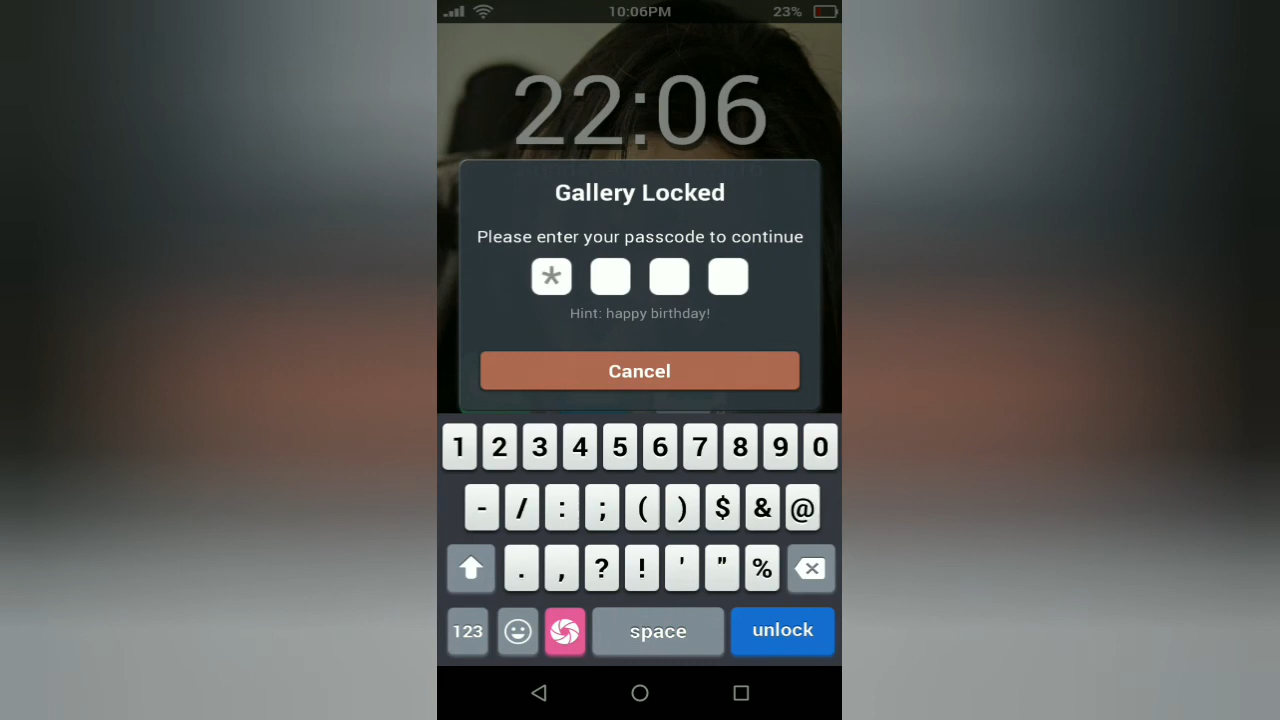 10:06PM
23%
22:06
Gallery Locked
Please enter your passcode to continue
*
Hint: happy birthday!
Cancel
1 2 3 4 5 6 7 8 9 0
- / : ; ( ) $ & @
. , ? ! ' " %
123
space
unlock